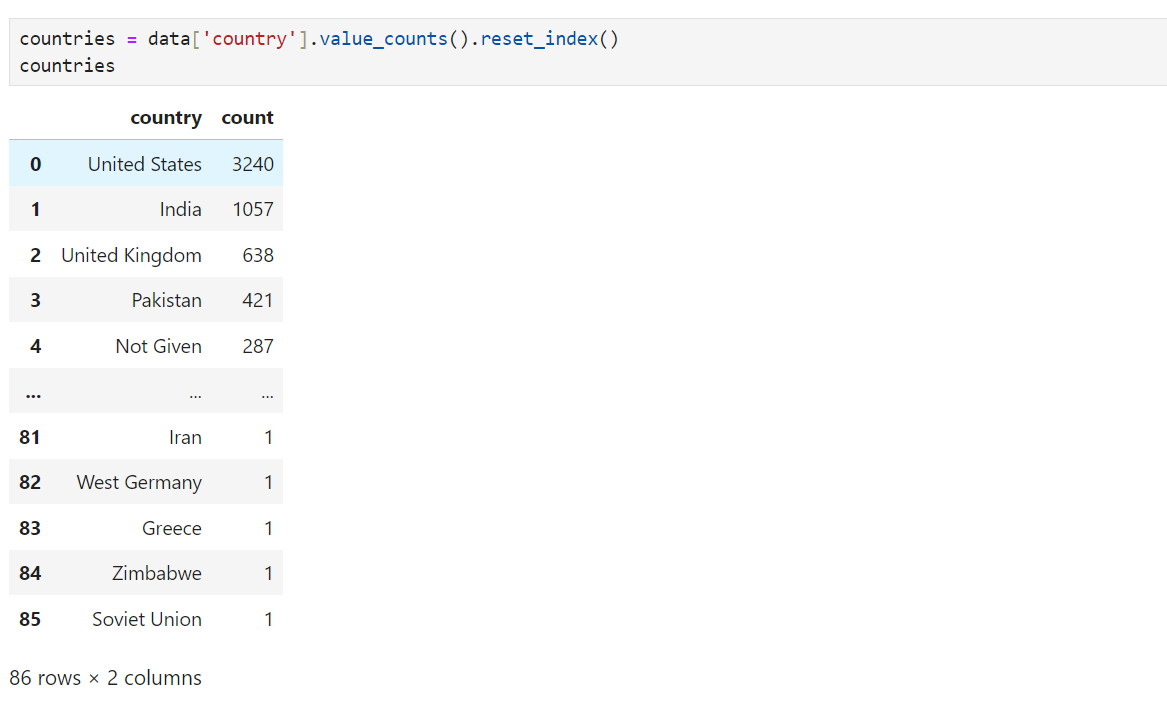 countries = data['country'].value_counts().reset_index()
countries
country count
0 United States 3240
1 India 1057
2 United Kingdom 638
3 Pakistan 421
4 Not Given 287
... ... ...
81 Iran 1
82 West Germany 1
83 Greece 1
84 Zimbabwe 1
85 Soviet Union 1
86 rows × 2 columns